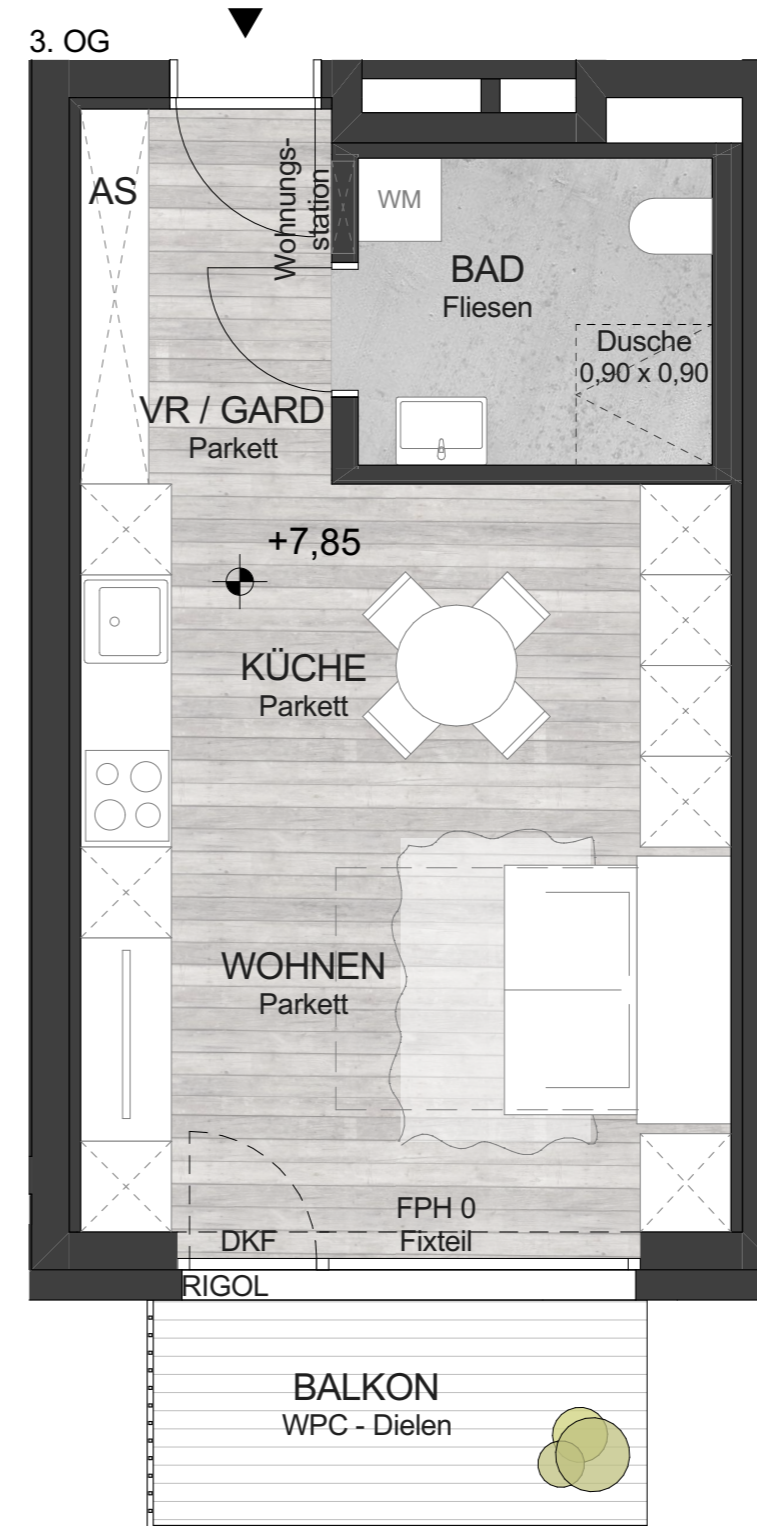 3. OG
AS
Wohnungs-
station
WM
BAD
Fliesen
Dusche
0,90 x 0,90
VR / GARD
Parkett
+7,85
KÜCHE
Parkett
WOHNEN
Parkett
FPH 0
DKF
Fixteil
RIGOL
BALKON
WPC - Dielen